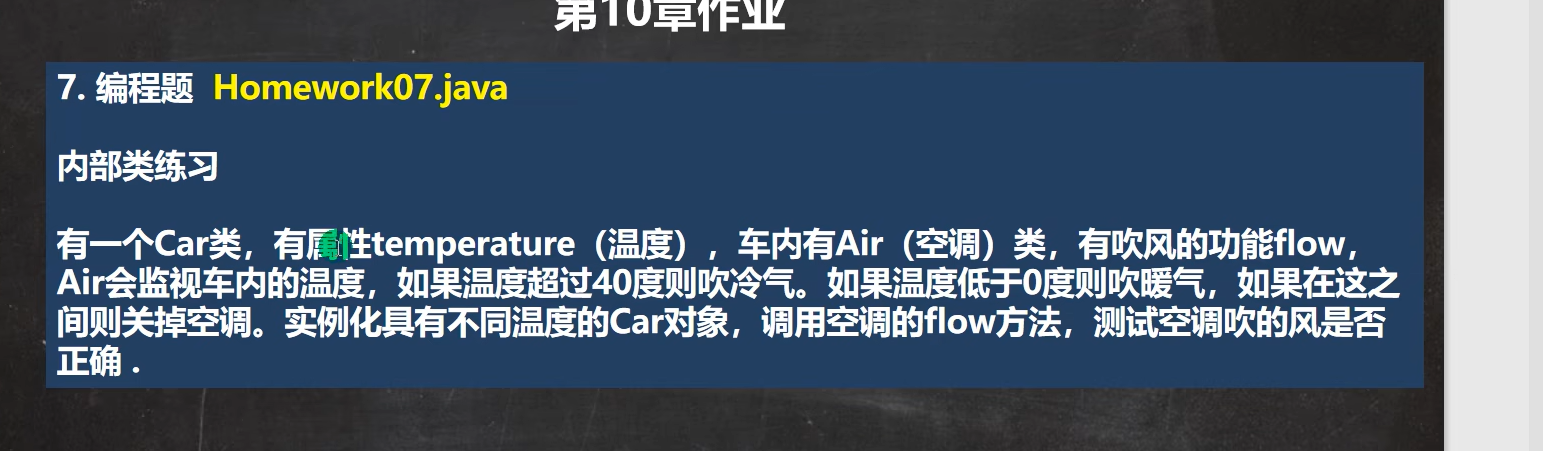 第10章作业
7. 编程题 Homework07.java
内部类练习
有一个Car类，有属性temperature（温度），车内有Air（空调）类，有吹风的功能flow，
Air会监视车内的温度，如果温度超过40度则吹冷气。如果温度低于0度则吹暖气，如果在这之
间则关掉空调。实例化具有不同温度的Car对象，调用空调的flow方法，测试空调吹的风是否
正确 .